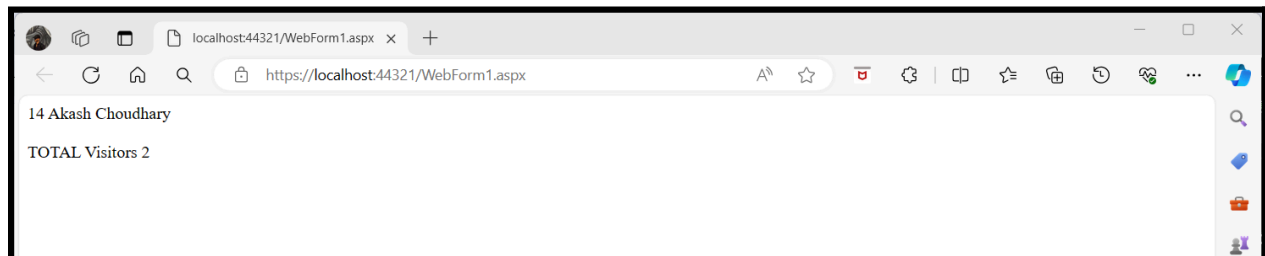 localhost:44321/WebForm1.aspx
https://localhost:44321/WebForm1.aspx
14 Akash Choudhary
TOTAL Visitors 2